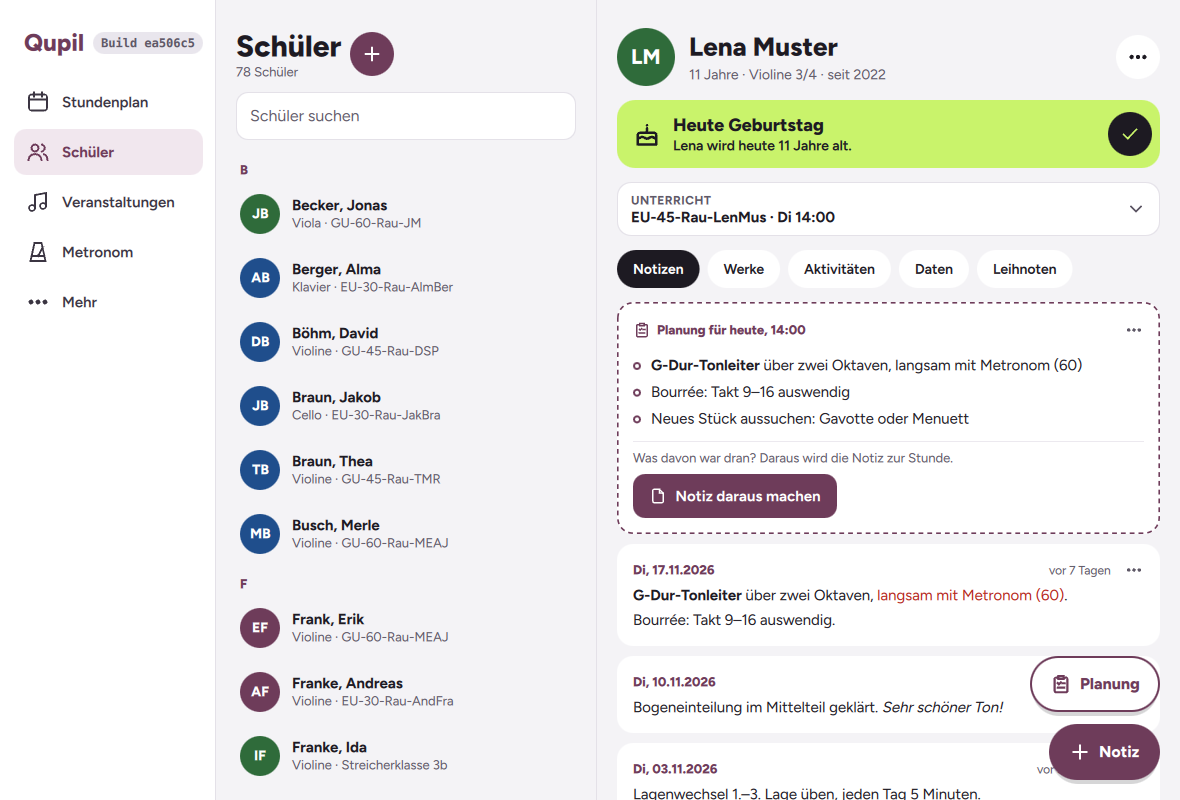 Qupil
Build ea506c5
Stundenplan
Schüler
Veranstaltungen
Metronom
Mehr
Schüler
78 Schüler
Schüler suchen
B
JB
Becker, Jonas
Viola · GU-60-Rau-JM
AB
Berger, Alma
Klavier · EU-30-Rau-AlmBer
DB
Böhm, David
Violine · GU-45-Rau-DSP
JB
Braun, Jakob
Cello · EU-30-Rau-JakBra
TB
Braun, Thea
Violine · GU-45-Rau-TMR
MB
Busch, Merle
Violine · GU-60-Rau-MEAJ
F
EF
Frank, Erik
Violine · GU-60-Rau-MEAJ
AF
Franke, Andreas
Violine · EU-30-Rau-AndFra
IF
Franke, Ida
Violine · Streicherklasse 3b
LM
Lena Muster
11 Jahre · Violine 3/4 · seit 2022
Heute Geburtstag
Lena wird heute 11 Jahre alt.
UNTERRICHT
EU-45-Rau-LenMus · Di 14:00
Notizen
Werke
Aktivitäten
Daten
Leihnoten
Planung für heute, 14:00
G-Dur-Tonleiter über zwei Oktaven, langsam mit Metronom (60)
Bourrée: Takt 9–16 auswendig
Neues Stück aussuchen: Gavotte oder Menuett
Was davon war dran? Daraus wird die Notiz zur Stunde.
Notiz daraus machen
Di, 17.11.2026
vor 7 Tagen
G-Dur-Tonleiter über zwei Oktaven, langsam mit Metronom (60).
Bourrée: Takt 9–16 auswendig.
Di, 10.11.2026
Bogeneinteilung im Mittelteil geklärt. Sehr schöner Ton!
Planung
Notiz
Di, 03.11.2026
vor
Lagenwechsel 1.–3. Lage üben, jeden Tag 5 Minuten.